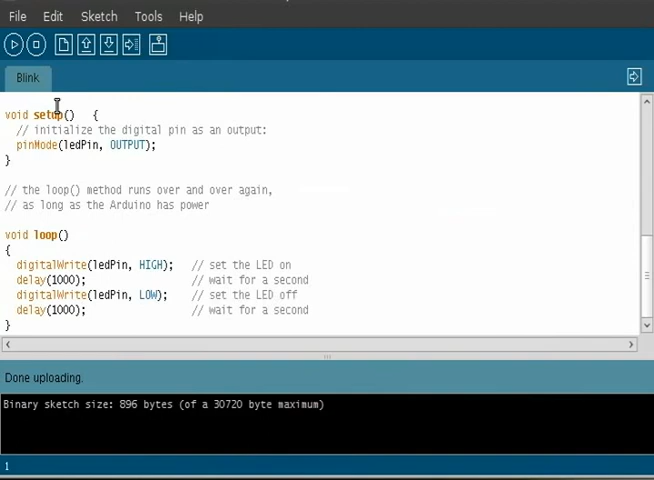 File Edit Sketch Tools Help
Blink
void setup() {
// initialize the digital pin as an output:
pinMode(ledPin, OUTPUT);
}
// the loop() method runs over and over again,
// as long as the Arduino has power
void loop()
{
digitalWrite(ledPin, HIGH); // set the LED on
delay(1000); // wait for a second
digitalWrite(ledPin, LOW); // set the LED off
delay(1000); // wait for a second
}
Done uploading.
Binary sketch size: 896 bytes (of a 30720 byte maximum)
1